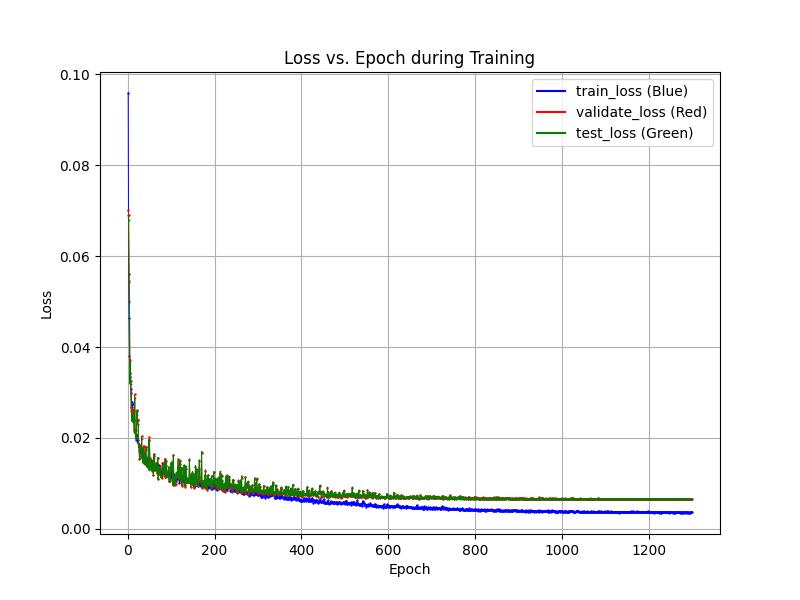 Loss vs. Epoch during Training
train_loss (Blue)
validate_loss (Red)
test_loss (Green)
Loss
0.10
0.08
0.06
0.04
0.02
0.00
0 200 400 600 800 1000 1200
Epoch